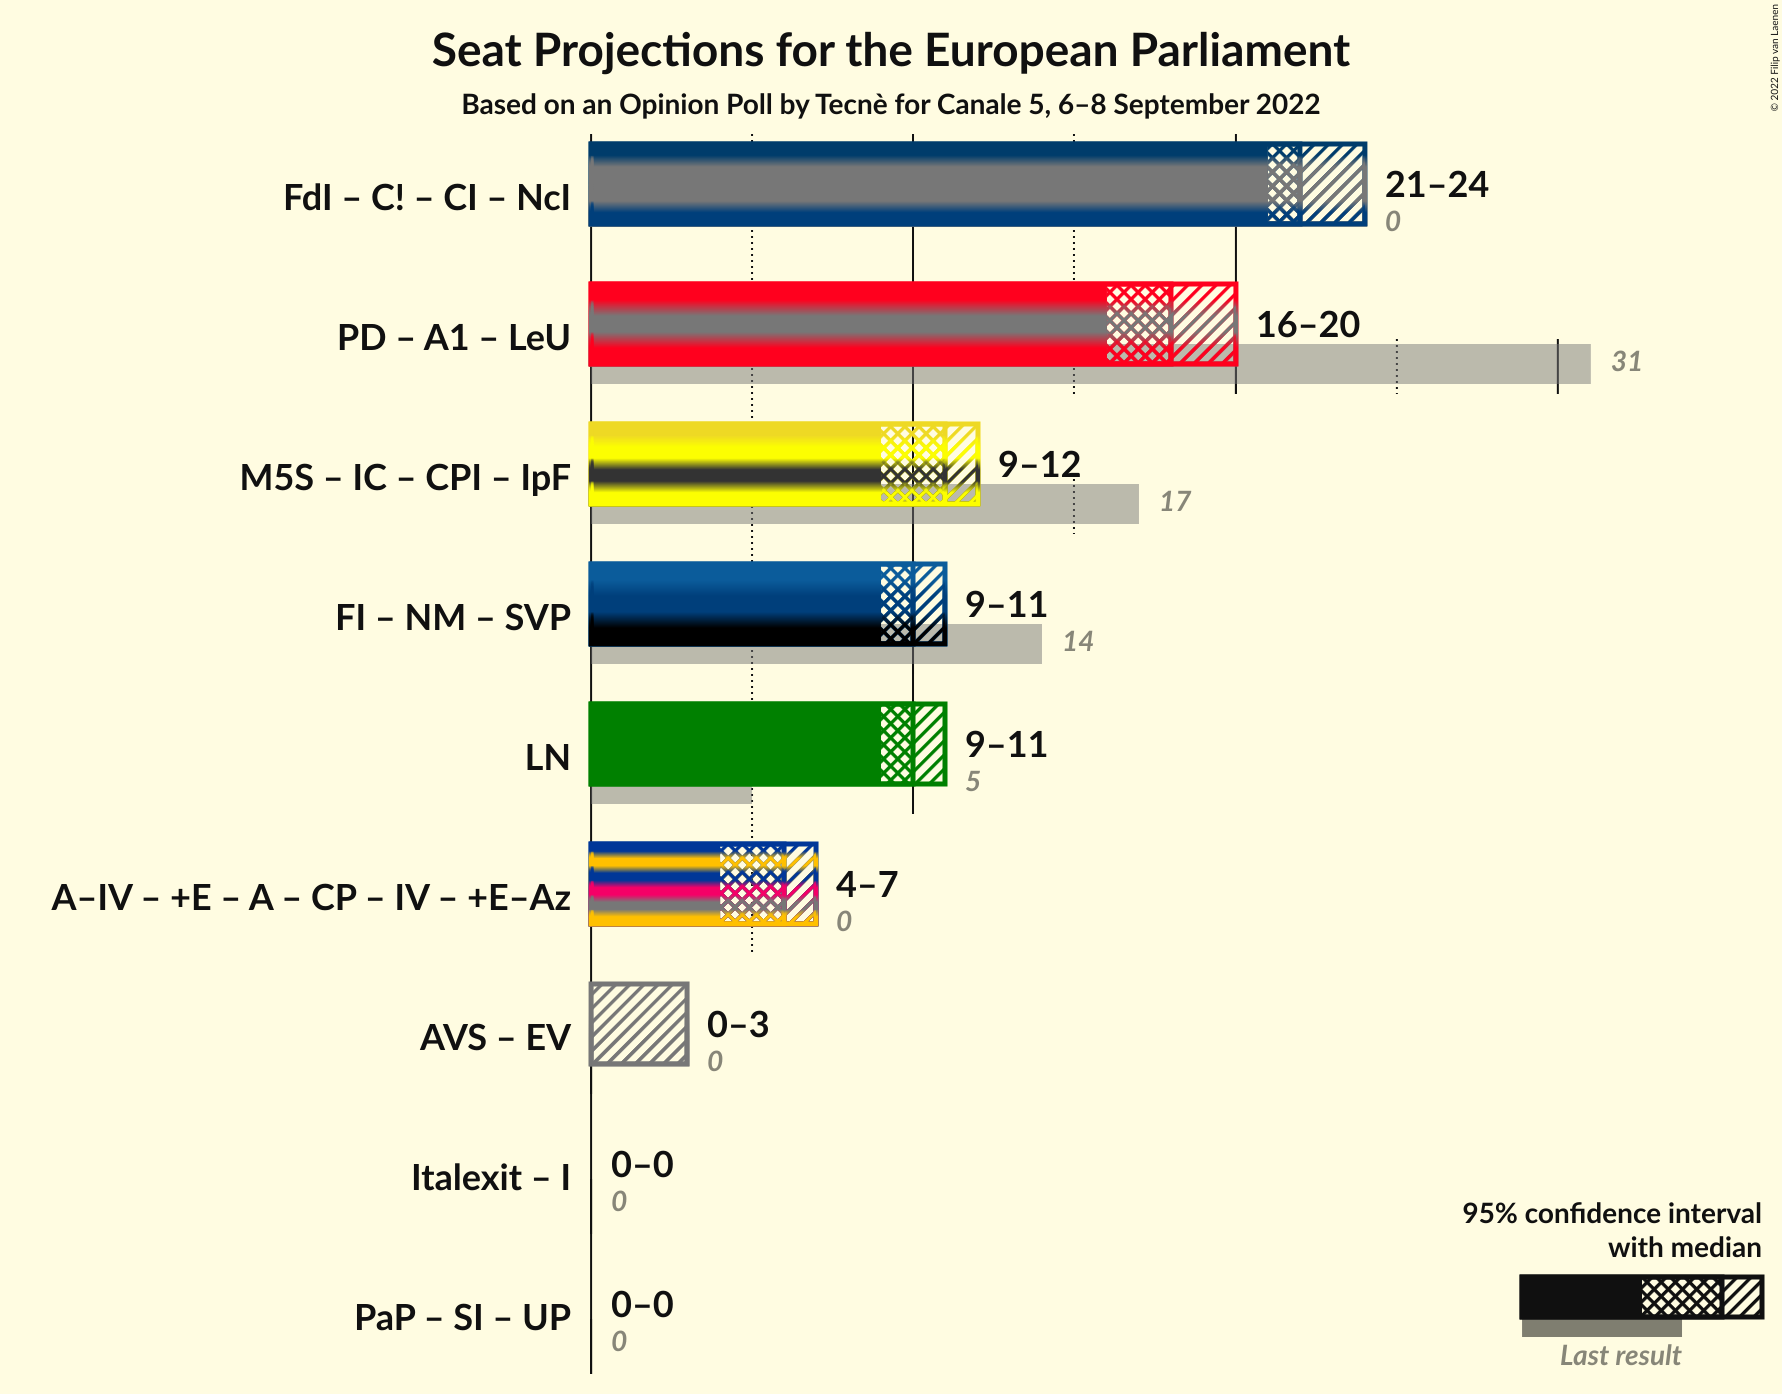 Seat Projections for the European Parliament
Based on an Opinion Poll by Tecnè for Canale 5, 6–8 September 2022
© 2022 Filip van Laenen
FdI – C! – CI – NcI
21–24
0
PD – A1 – LeU
16–20
31
M5S – IC – CPI – IpF
9–12
17
FI – NM – SVP
9–11
14
LN
9–11
5
A–IV – +E – A – CP – IV – +E–Az
4–7
0
AVS – EV
0–3
0
Italexit – I
0–0
0
PaP – SI – UP
0–0
0
95% confidence interval
with median
Last result